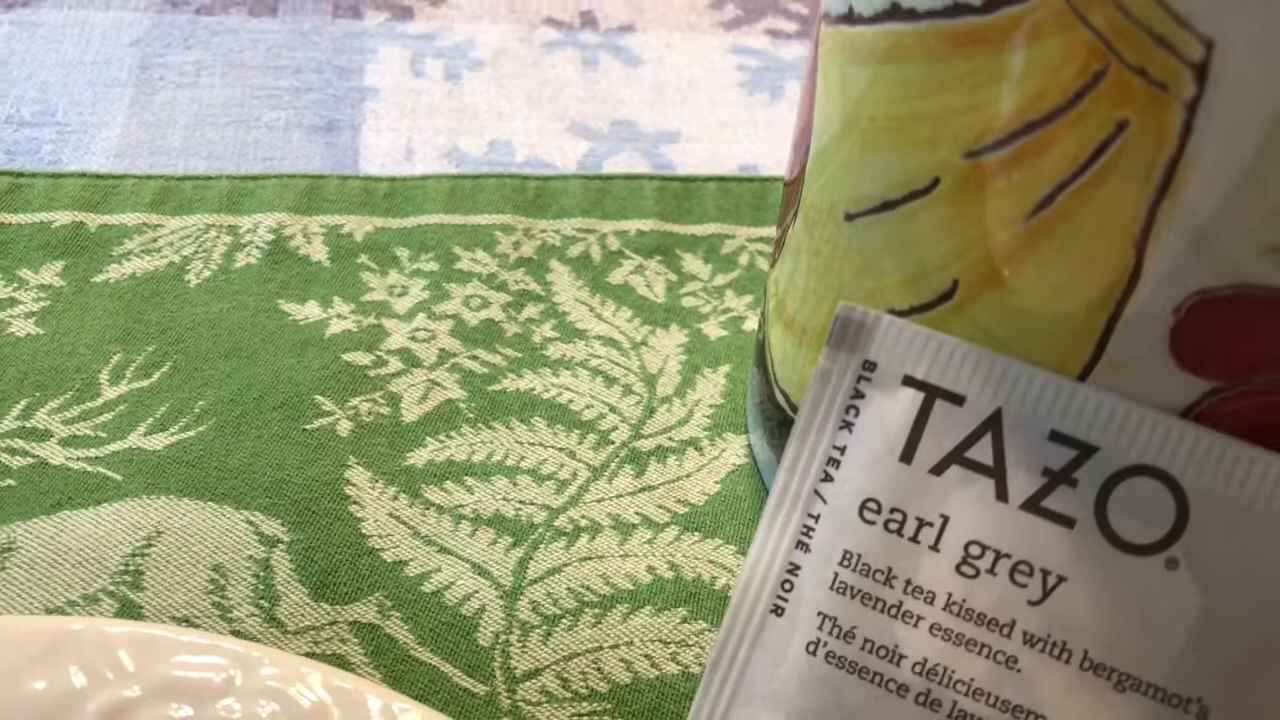 BLACK TEA / THÉ NOIR
TAZO®
earl grey
Black tea kissed with bergamot's
lavender essence.
Thé noir délicieusem
d'essence de lav